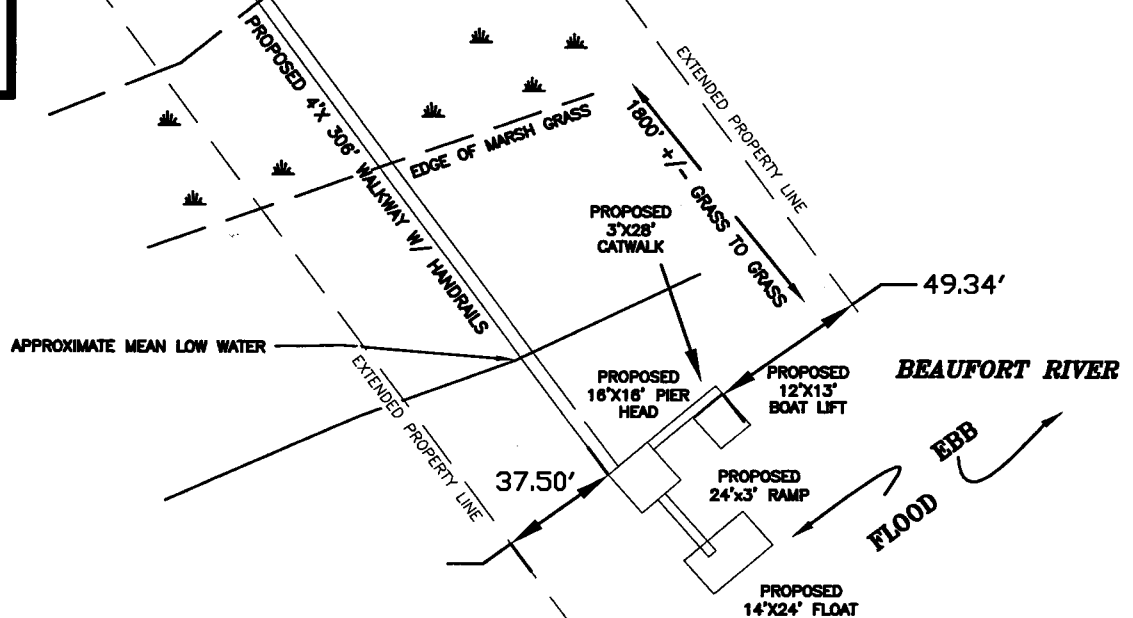 PROPOSED 4'X 306' WALKWAY W/ HANDRAILS
EXTENDED PROPERTY LINE
1800' +/- GRASS TO GRASS
EDGE OF MARSH GRASS
PROPOSED
3'X28'
CATWALK
49.34'
APPROXIMATE MEAN LOW WATER
EXTENDED PROPERTY LINE
PROPOSED
16'X16' PIER
HEAD
PROPOSED
12'X13'
BOAT LIFT
BEAUFORT RIVER
37.50'
PROPOSED
24'x3' RAMP
EBB
FLOOD
PROPOSED
14'X24' FLOAT